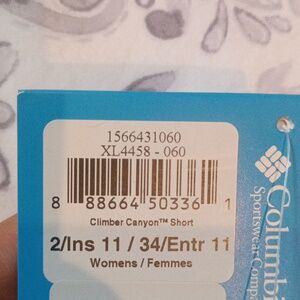 1566431060
XL4458 - 060
8 88664 50336 1
Climber Canyon™ Short
2/Ins 11 / 34/Entr 11
Womens / Femmes
Columbia
Sportswear Comp